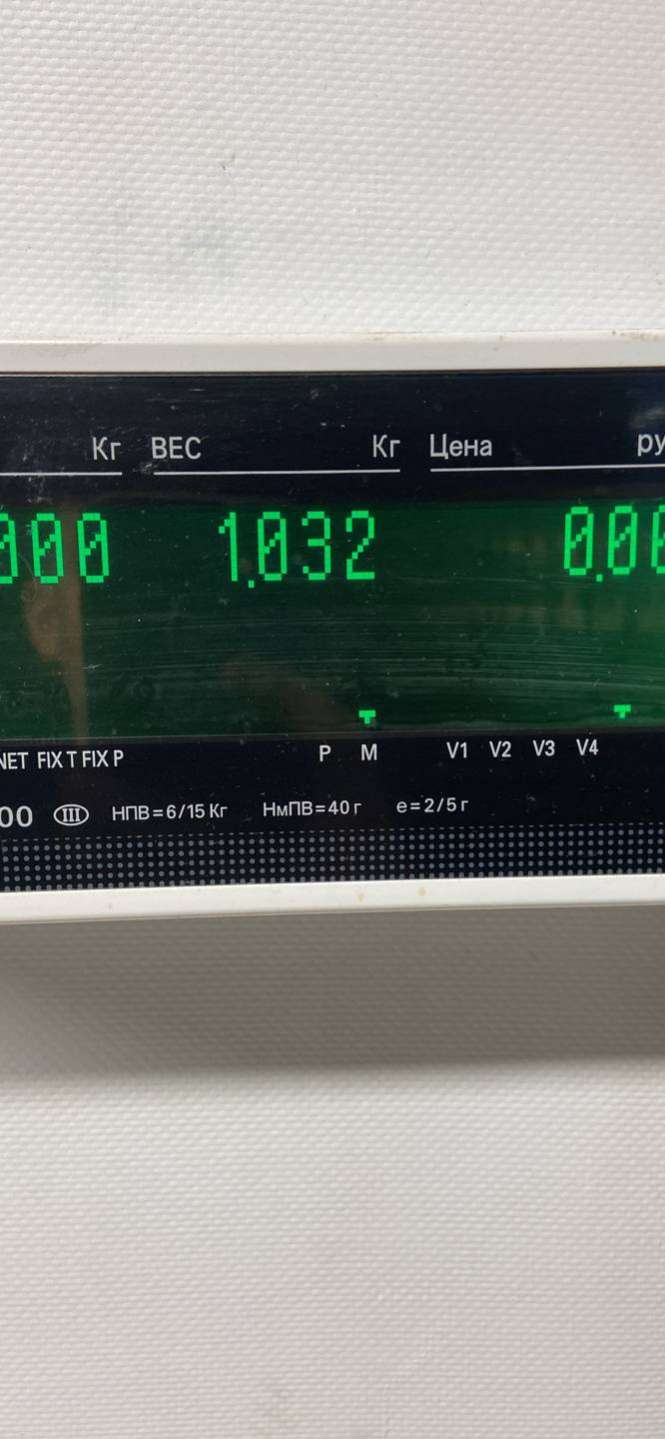 Кг ВЕС Кг Цена ру
000 1.032 0.00
NET FIX T FIX P P M V1 V2 V3 V4
00 III НПВ=6/15 Кг НмПВ=40 г e=2/5 г